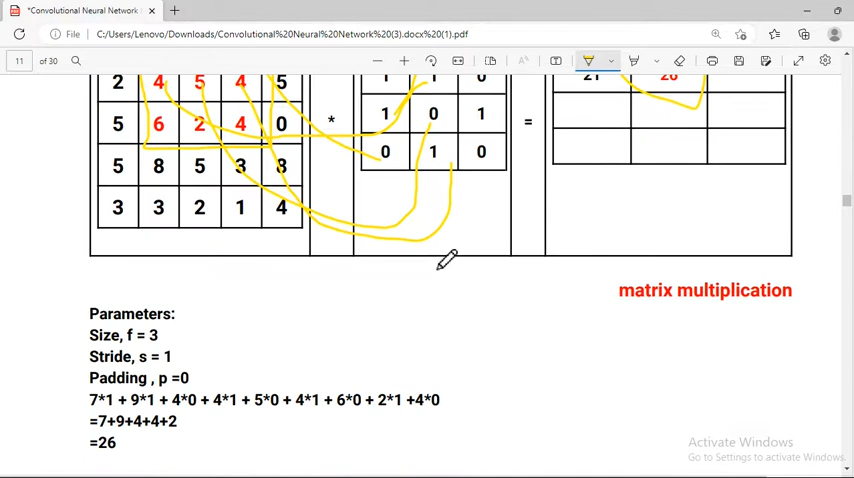 *Convolutional Neural Network
File C:/Users/Lenovo/Downloads/Convolutional%20Neural%20Network%20(3).docx%20(1).pdf
11 of 30
2 4 5 4 5 1 1 0 21 26
5 6 2 4 0 * 1 0 1 =
5 8 5 3 8 0 1 0
3 3 2 1 4
matrix multiplication
Parameters:
Size, f = 3
Stride, s = 1
Padding , p =0
7*1 + 9*1 + 4*0 + 4*1 + 5*0 + 4*1 + 6*0 + 2*1 +4*0
=7+9+4+4+2
=26
Activate Windows
Go to Settings to activate Windows.